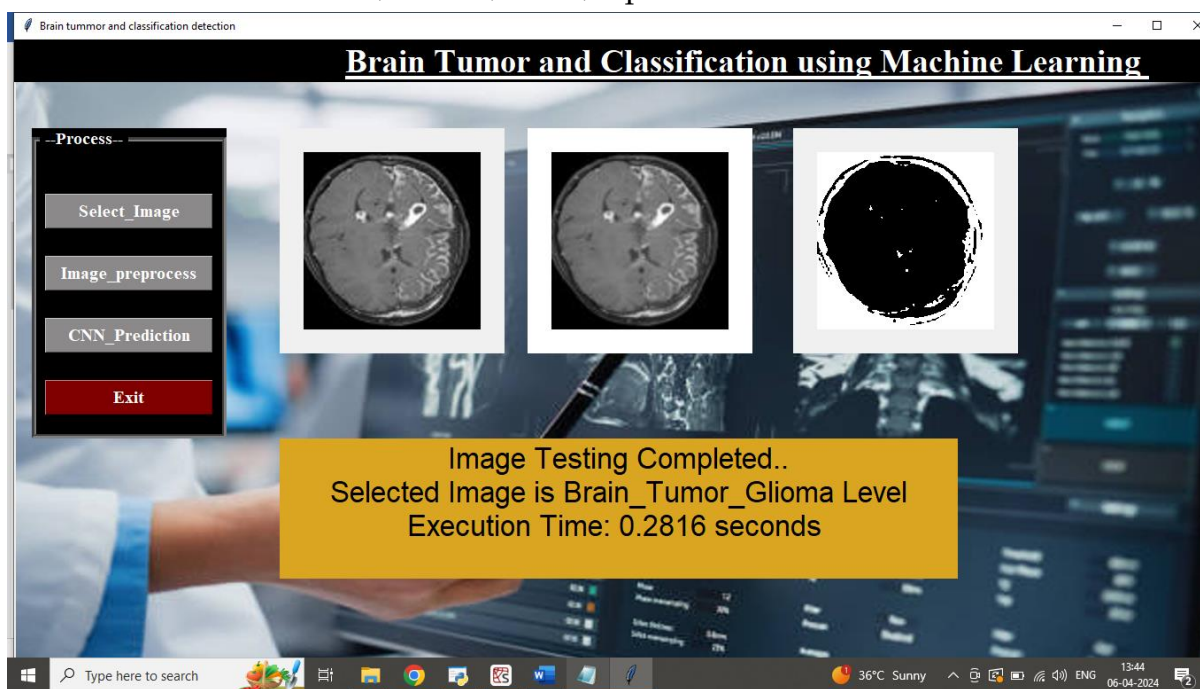 Brain tummor and classification detection
Brain Tumor and Classification using Machine Learning
--Process--
Select_Image
Image_preprocess
CNN_Prediction
Exit
Image Testing Completed..
Selected Image is Brain_Tumor_Glioma Level
Execution Time: 0.2816 seconds
Type here to search
36°C Sunny
ENG
13:44
06-04-2024
2